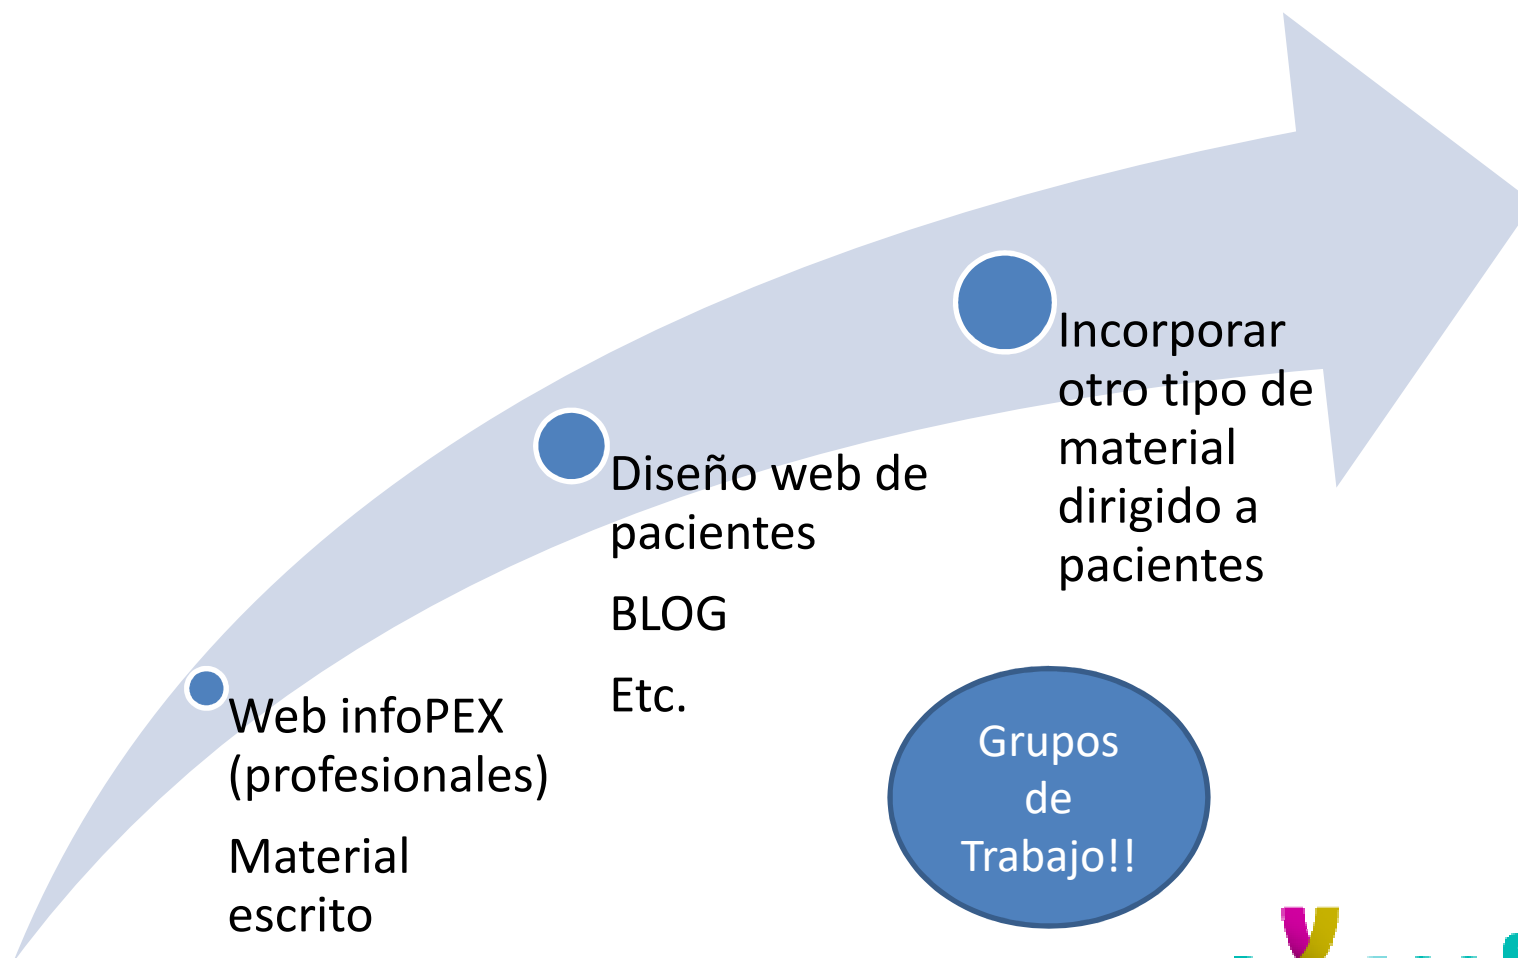 Web infoPEX
(profesionales)
Material
escrito
Diseño web de
pacientes
BLOG
Etc.
Incorporar
otro tipo de
material
dirigido a
pacientes
Grupos
de
Trabajo!!